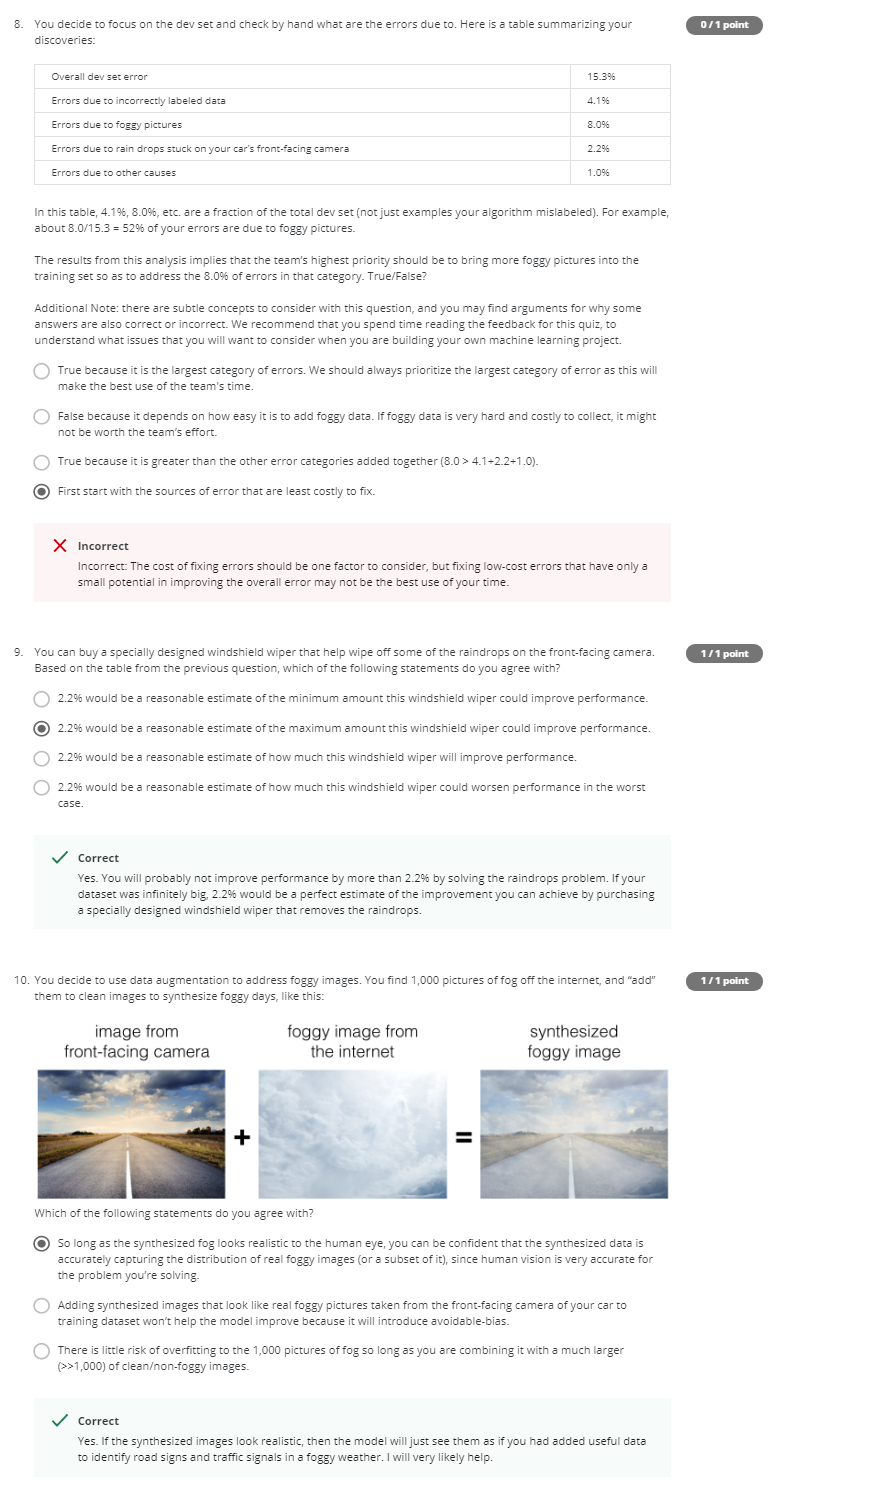 8. You decide to focus on the dev set and check by hand what are the errors due to. Here is a table summarizing your
0 / 1 point
discoveries:
Overall dev set error 15.3%
Errors due to incorrectly labeled data 4.1%
Errors due to foggy pictures 8.0%
Errors due to rain drops stuck on your car's front-facing camera 2.2%
Errors due to other causes 1.0%
In this table, 4.1%, 8.0%, etc. are a fraction of the total dev set (not just examples your algorithm mislabeled). For example,
about 8.0/15.3 = 52% of your errors are due to foggy pictures.
The results from this analysis implies that the team's highest priority should be to bring more foggy pictures into the
training set so as to address the 8.0% of errors in that category. True/False?
Additional Note: there are subtle concepts to consider with this question, and you may find arguments for why some
answers are also correct or incorrect. We recommend that you spend time reading the feedback for this quiz, to
understand what issues that you will want to consider when you are building your own machine learning project.
True because it is the largest category of errors. We should always prioritize the largest category of error as this will
make the best use of the team's time.
False because it depends on how easy it is to add foggy data. If foggy data is very hard and costly to collect, it might
not be worth the team's effort.
True because it is greater than the other error categories added together (8.0 > 4.1+2.2+1.0).
First start with the sources of error that are least costly to fix.
Incorrect
Incorrect: The cost of fixing errors should be one factor to consider, but fixing low-cost errors that have only a
small potential in improving the overall error may not be the best use of your time.
9. You can buy a specially designed windshield wiper that help wipe off some of the raindrops on the front-facing camera.
1 / 1 point
Based on the table from the previous question, which of the following statements do you agree with?
2.2% would be a reasonable estimate of the minimum amount this windshield wiper could improve performance.
2.2% would be a reasonable estimate of the maximum amount this windshield wiper could improve performance.
2.2% would be a reasonable estimate of how much this windshield wiper will improve performance.
2.2% would be a reasonable estimate of how much this windshield wiper could worsen performance in the worst
case.
Correct
Yes. You will probably not improve performance by more than 2.2% by solving the raindrops problem. If your
dataset was infinitely big, 2.2% would be a perfect estimate of the improvement you can achieve by purchasing
a specially designed windshield wiper that removes the raindrops.
10. You decide to use data augmentation to address foggy images. You find 1,000 pictures of fog off the internet, and "add"
1 / 1 point
them to clean images to synthesize foggy days, like this:
image from
front-facing camera
foggy image from
the internet
synthesized
foggy image
+
=
Which of the following statements do you agree with?
So long as the synthesized fog looks realistic to the human eye, you can be confident that the synthesized data is
accurately capturing the distribution of real foggy images (or a subset of it), since human vision is very accurate for
the problem you're solving.
Adding synthesized images that look like real foggy pictures taken from the front-facing camera of your car to
training dataset won't help the model improve because it will introduce avoidable-bias.
There is little risk of overfitting to the 1,000 pictures of fog so long as you are combining it with a much larger
(>>1,000) of clean/non-foggy images.
Correct
Yes. If the synthesized images look realistic, then the model will just see them as if you had added useful data
to identify road signs and traffic signals in a foggy weather. I will very likely help.